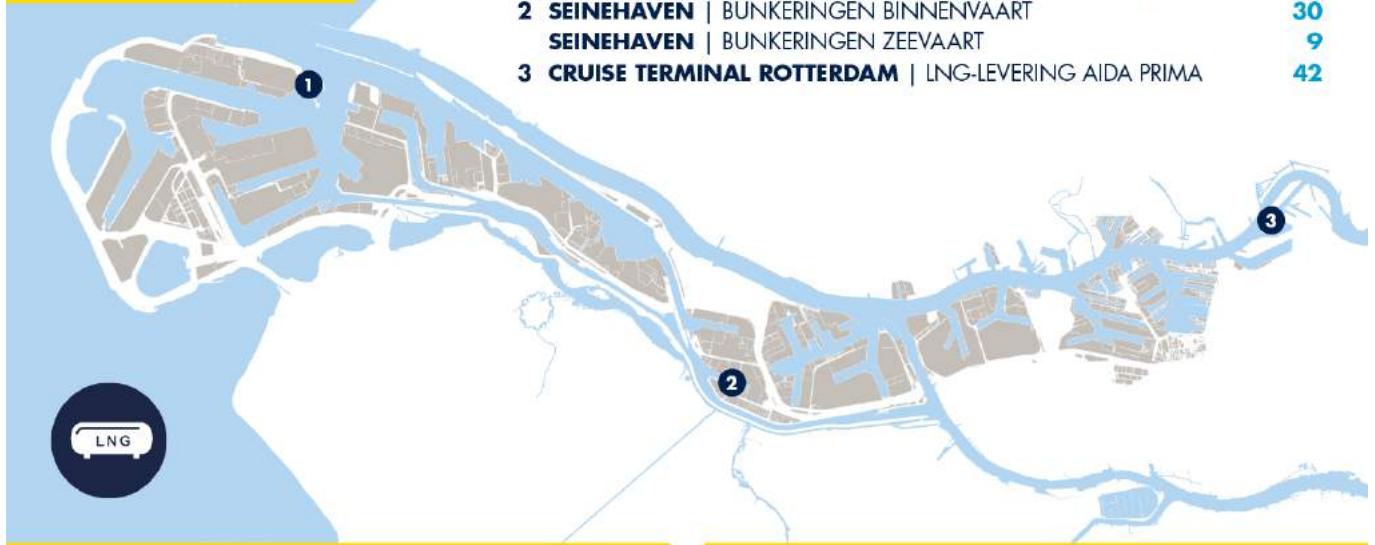 2 SEINEHAVEN | BUNKERINGEN BINNENVAART 30
SEINEHAVEN | BUNKERINGEN ZEEVAART 9
3 CRUISE TERMINAL ROTTERDAM | LNG-LEVERING AIDA PRIMA 42
1
3
2
LNG